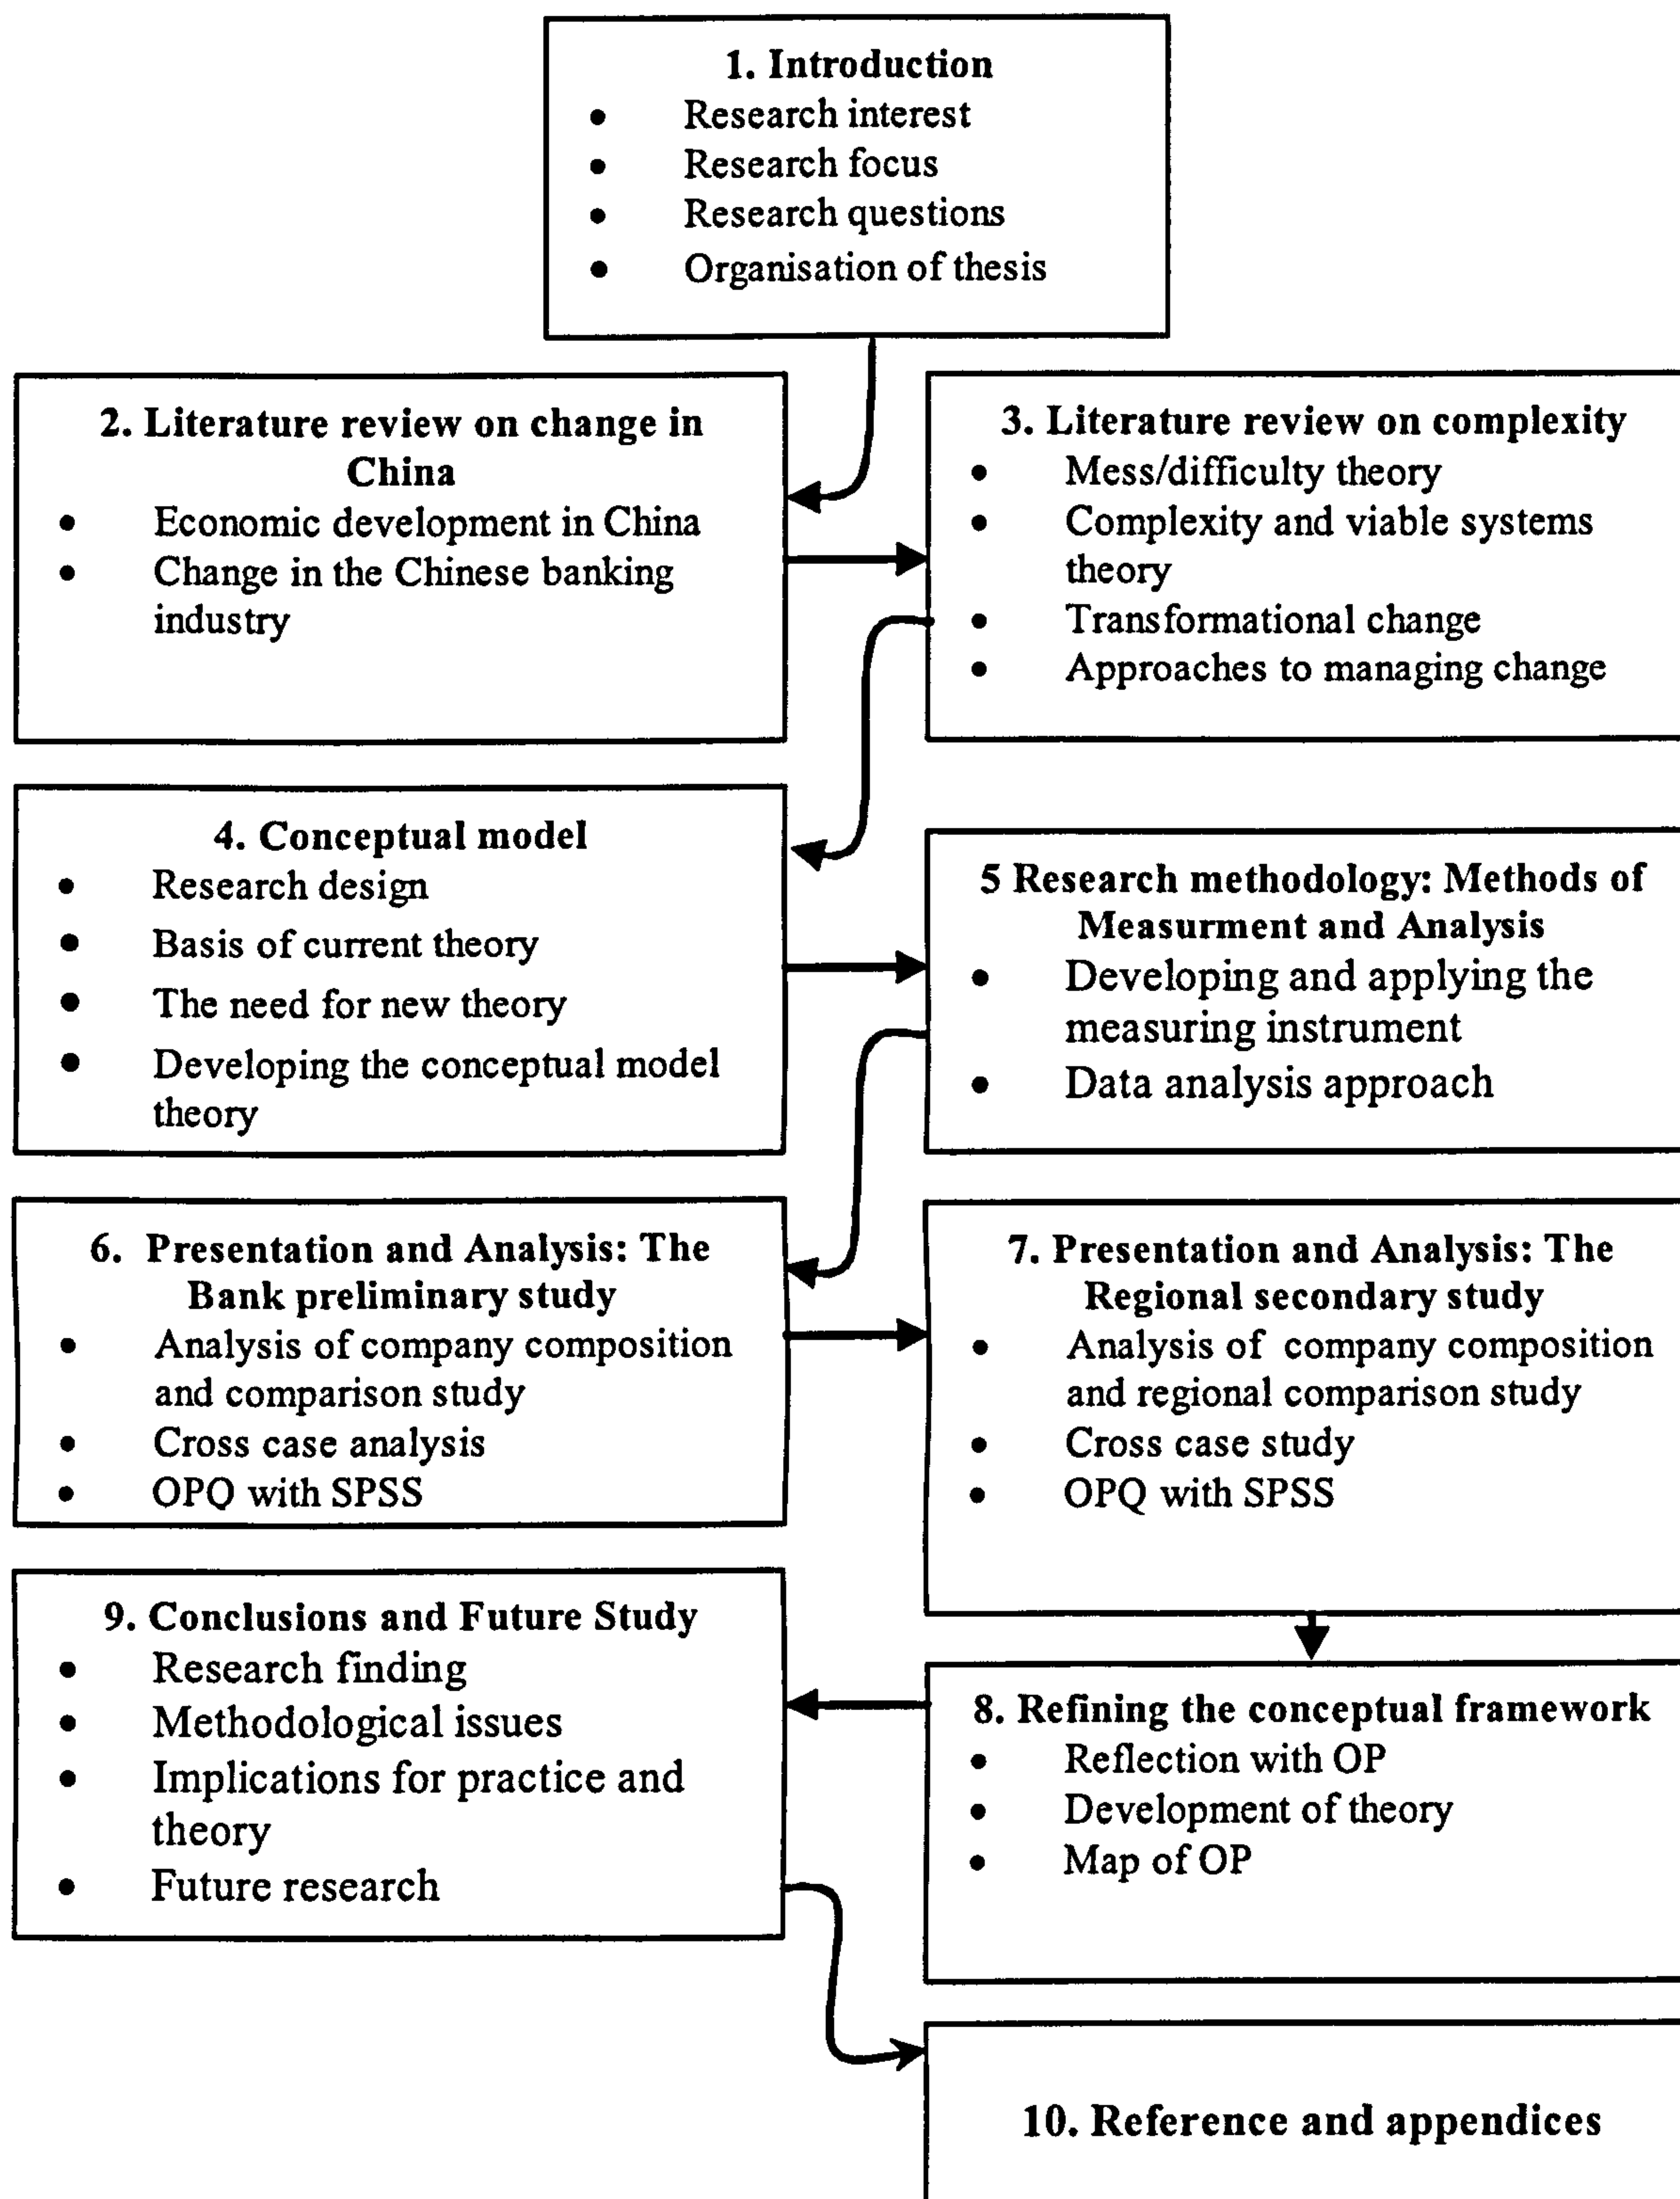 1. Introduction
• Research interest
• Research focus
• Research questions
• Organisation of thesis
2. Literature review on change in
China
• Economic development in China
• Change in the Chinese banking
industry
3. Literature review on complexity
• Mess/difficulty theory
• Complexity and viable systems
theory
• Transformational change
• Approaches to managing change
4. Conceptual model
• Research design
• Basis of current theory
• The need for new theory
• Developing the conceptual model
theory
5 Research methodology: Methods of
Measurment and Analysis
• Developing and applying the
measuring instrument
• Data analysis approach
6. Presentation and Analysis: The
Bank preliminary study
• Analysis of company composition
and comparison study
• Cross case analysis
• OPQ with SPSS
7. Presentation and Analysis: The
Regional secondary study
• Analysis of company composition
and regional comparison study
• Cross case study
• OPQ with SPSS
8. Refining the conceptual framework
• Reflection with OP
• Development of theory
• Map of OP
9. Conclusions and Future Study
• Research finding
• Methodological issues
• Implications for practice and
theory
• Future research
10. Reference and appendices